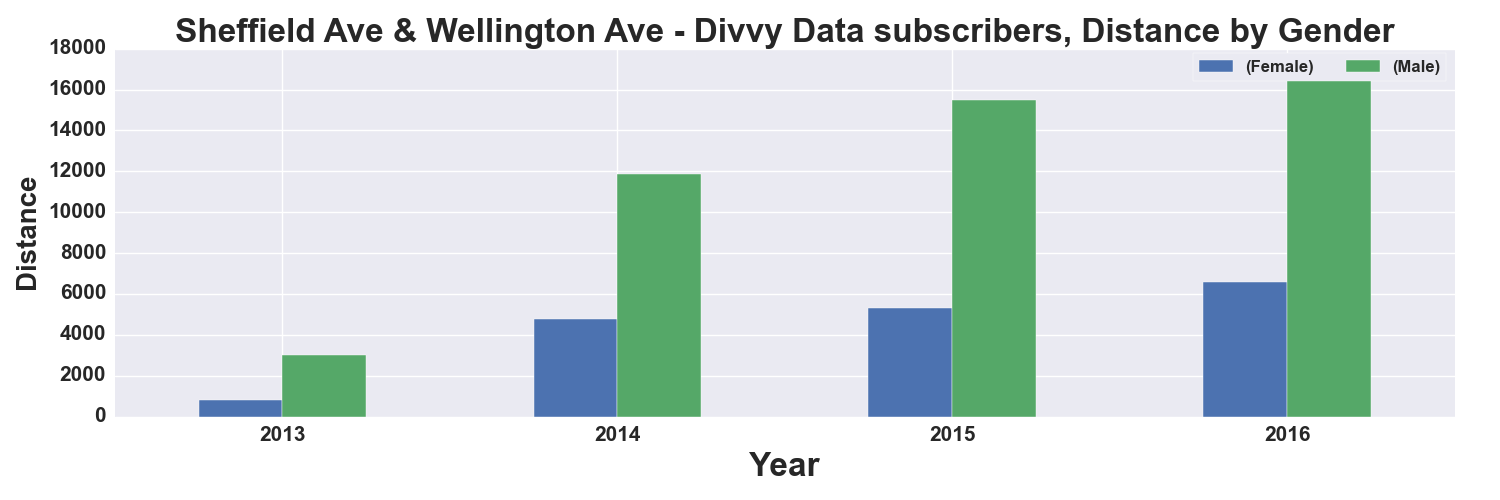 Sheffield Ave & Wellington Ave - Divvy Data subscribers, Distance by Gender
(Female) (Male)
18000
16000
14000
12000
10000
8000
6000
4000
2000
0
Distance
2013 2014 2015 2016
Year